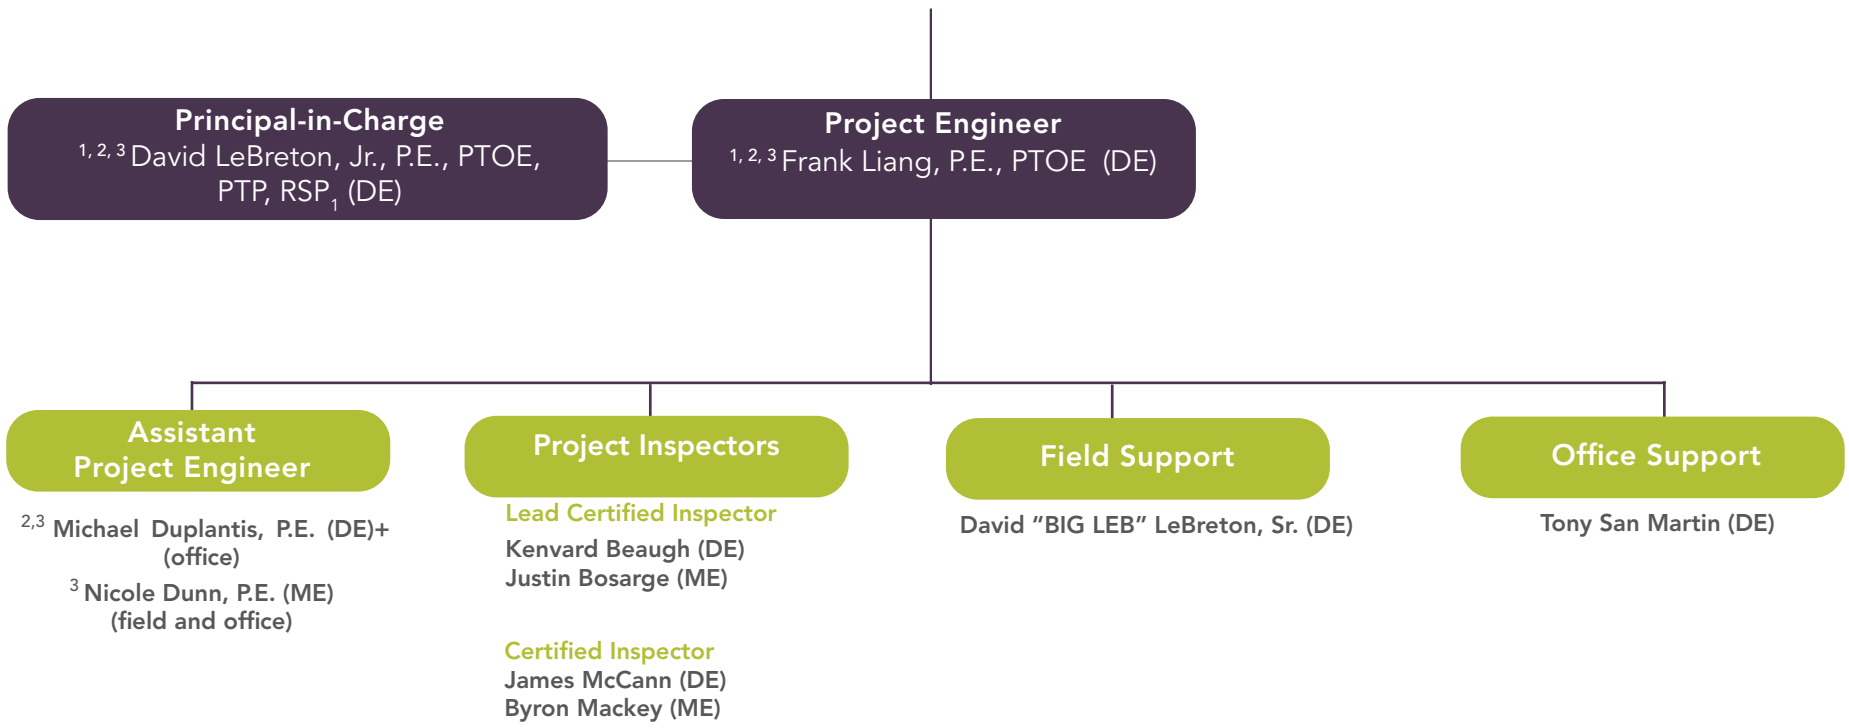 Principal-in-Charge
1, 2, 3 David LeBreton, Jr., P.E., PTOE,
PTP, RSP1 (DE)
Project Engineer
1, 2, 3 Frank Liang, P.E., PTOE (DE)
Assistant
Project Engineer
2,3 Michael Duplantis, P.E. (DE)+
(office)
3 Nicole Dunn, P.E. (ME)
(field and office)
Project Inspectors
Lead Certified Inspector
Kenvard Beaugh (DE)
Justin Bosarge (ME)
Certified Inspector
James McCann (DE)
Byron Mackey (ME)
Field Support
David “BIG LEB” LeBreton, Sr. (DE)
Office Support
Tony San Martin (DE)